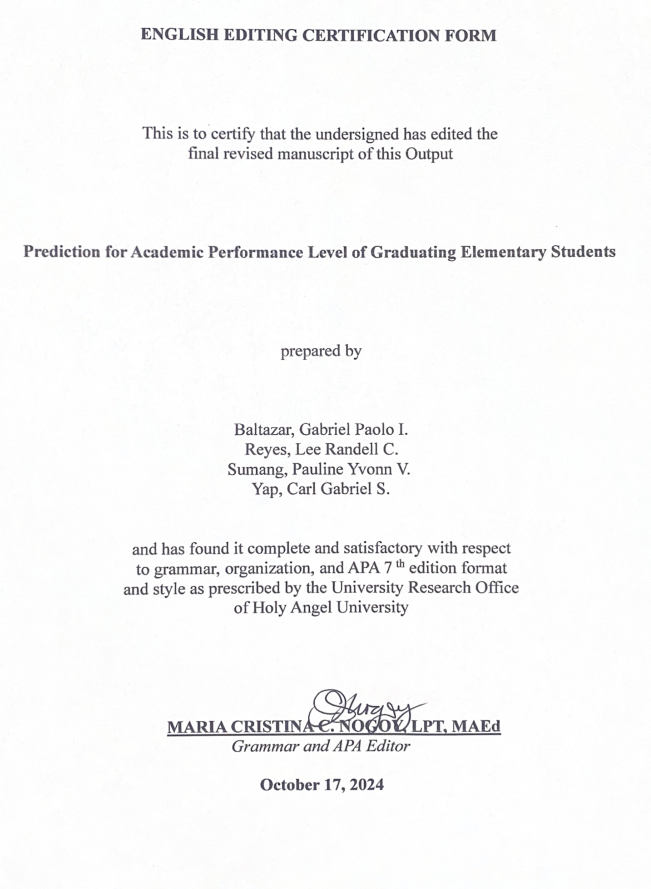 ENGLISH EDITING CERTIFICATION FORM
This is to certify that the undersigned has edited the
final revised manuscript of this Output
Prediction for Academic Performance Level of Graduating Elementary Students
prepared by
Baltazar, Gabriel Paolo I.
Reyes, Lee Randell C.
Sumang, Pauline Yvonn V.
Yap, Carl Gabriel S.
and has found it complete and satisfactory with respect
to grammar, organization, and APA 7 th edition format
and style as prescribed by the University Research Office
of Holy Angel University
MARIA CRISTINA C. NOGOY, LPT, MAEd
Grammar and APA Editor
October 17, 2024